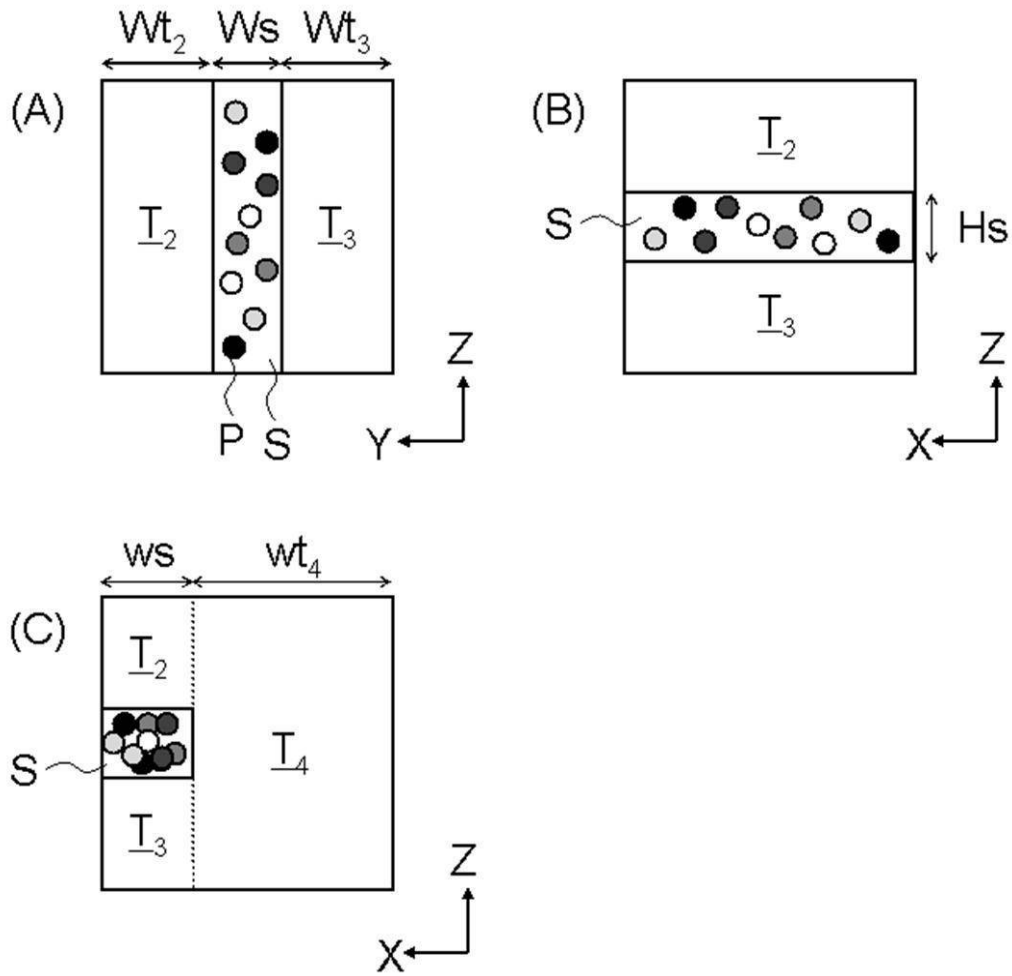 Wt₂ Ws Wt₃
(A)
T₂ T₃
P S
Z
Y
(B)
T₂
S Hs
T₃
Z
X
ws wt₄
(C)
T₂
S T₄
T₃
Z
X